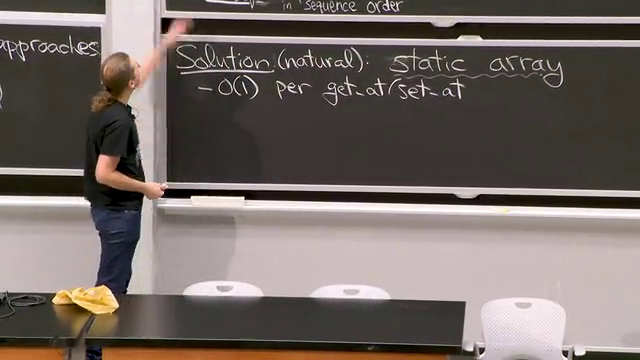 in sequence order
approaches
Solution (natural): static array
- O(1) per get_at/set_at